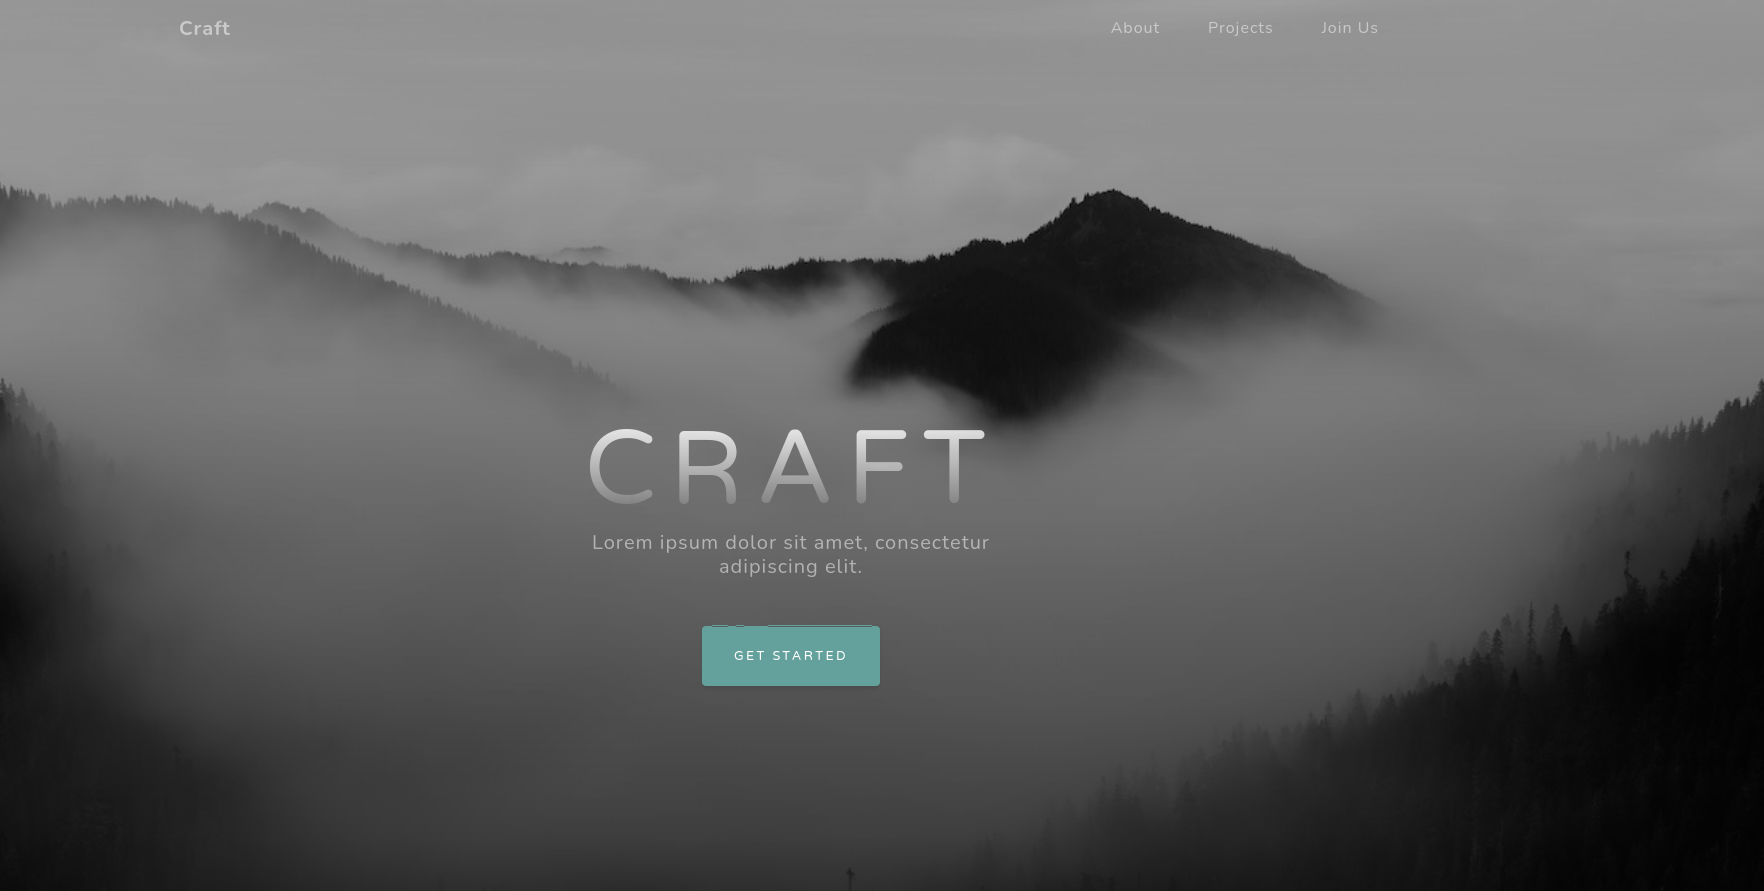 Craft
About
Projects
Join Us
CRAFT
Lorem ipsum dolor sit amet, consectetur
adipiscing elit.
GET STARTED